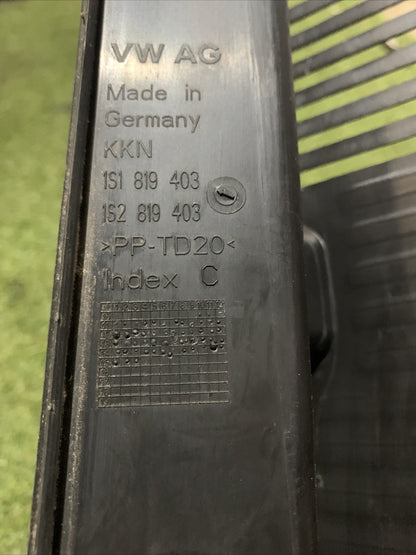 VW AG
Made in
Germany
KKN
1S1 819 403
1S2 819 403
>PP-TD20<
Index C